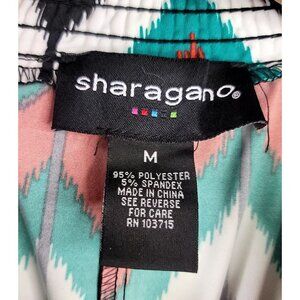 sharagano®
M
95% POLYESTER
5% SPANDEX
MADE IN CHINA
SEE REVERSE
FOR CARE
RN 103715